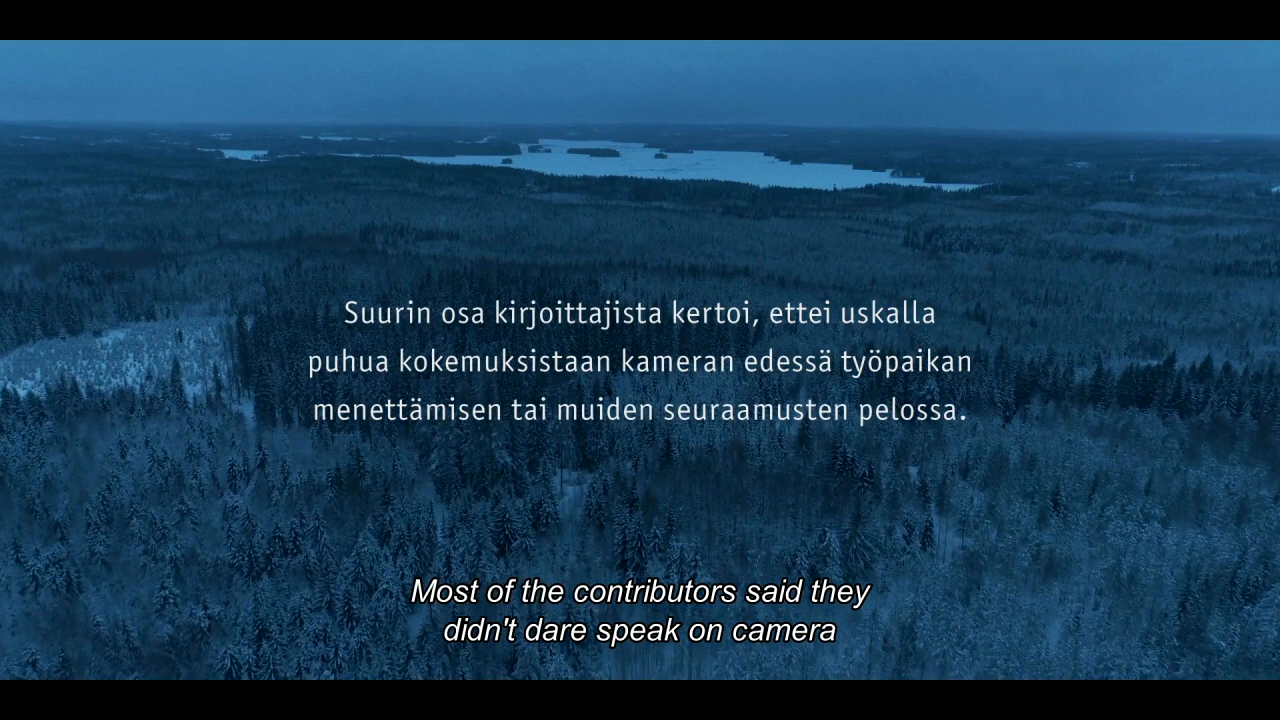 Suurin osa kirjoittajista kertoi, ettei uskalla
puhua kokemuksistaan kameran edessä työpaikan
menettämisen tai muiden seuraamusten pelossa.
Most of the contributors said they
didn't dare speak on camera